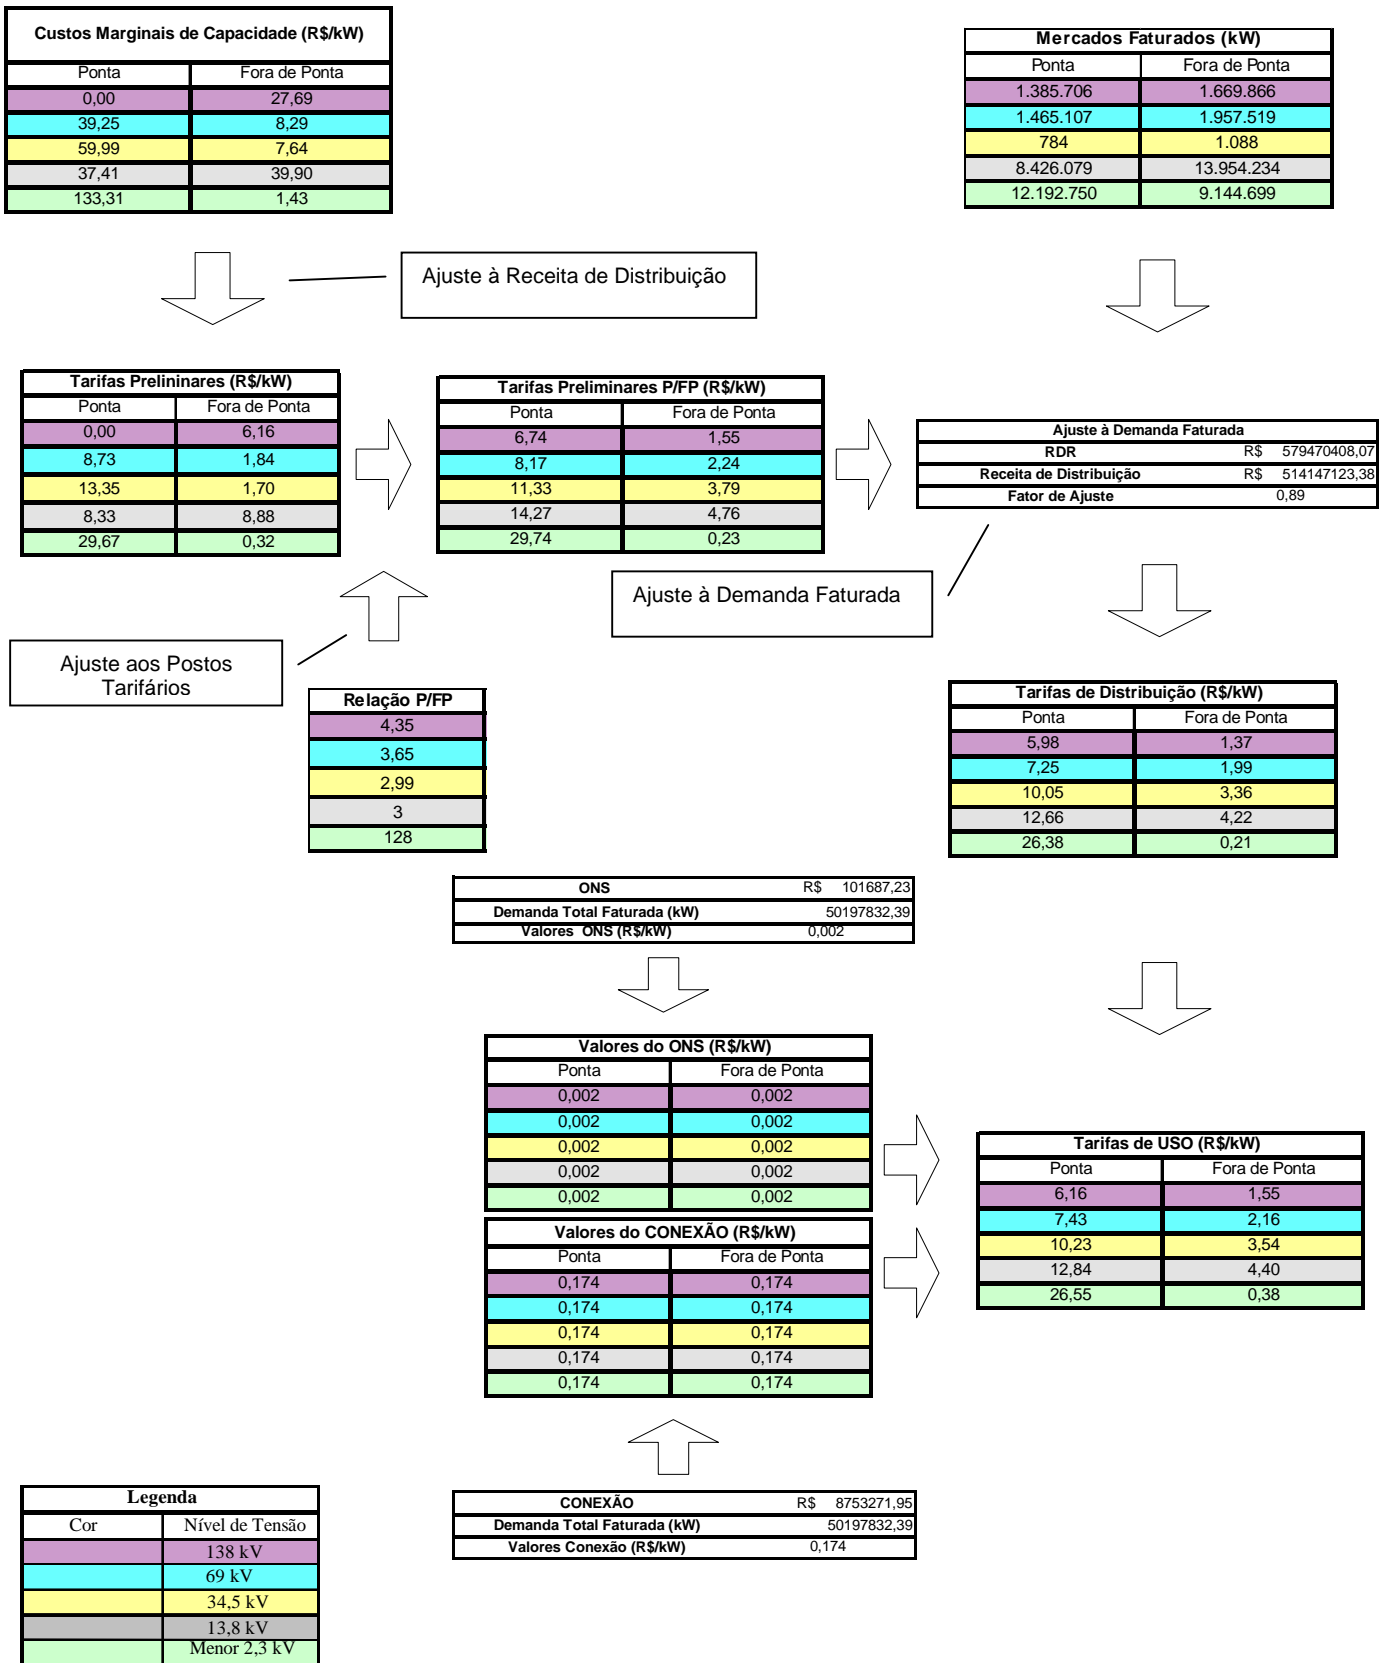 Custos Marginais de Capacidade (R$/kW)
Ponta Fora de Ponta
0,00 27,69
39,25 8,29
59,99 7,64
37,41 39,90
133,31 1,43
Mercados Faturados (kW)
Ponta Fora de Ponta
1.385.706 1.669.866
1.465.107 1.957.519
784 1.088
8.426.079 13.954.234
12.192.750 9.144.699
Ajuste à Receita de Distribuição
Tarifas Prelininares (R$/kW)
Ponta Fora de Ponta
0,00 6,16
8,73 1,84
13,35 1,70
8,33 8,88
29,67 0,32
Tarifas Preliminares P/FP (R$/kW)
Ponta Fora de Ponta
6,74 1,55
8,17 2,24
11,33 3,79
14,27 4,76
29,74 0,23
Ajuste à Demanda Faturada
RDR R$ 579470408,07
Receita de Distribuição R$ 514147123,38
Fator de Ajuste 0,89
Ajuste à Demanda Faturada
Ajuste aos Postos
Tarifários
Relação P/FP
4,35
3,65
2,99
3
128
Tarifas de Distribuição (R$/kW)
Ponta Fora de Ponta
5,98 1,37
7,25 1,99
10,05 3,36
12,66 4,22
26,38 0,21
ONS R$ 101687,23
Demanda Total Faturada (kW) 50197832,39
Valores ONS (R$/kW) 0,002
Valores do ONS (R$/kW)
Ponta Fora de Ponta
0,002 0,002
0,002 0,002
0,002 0,002
0,002 0,002
0,002 0,002
Valores do CONEXÃO (R$/kW)
Ponta Fora de Ponta
0,174 0,174
0,174 0,174
0,174 0,174
0,174 0,174
0,174 0,174
Tarifas de USO (R$/kW)
Ponta Fora de Ponta
6,16 1,55
7,43 2,16
10,23 3,54
12,84 4,40
26,55 0,38
CONEXÃO R$ 8753271,95
Demanda Total Faturada (kW) 50197832,39
Valores Conexão (R$/kW) 0,174
Legenda
Cor Nível de Tensão
138 kV
69 kV
34,5 kV
13,8 kV
Menor 2,3 kV